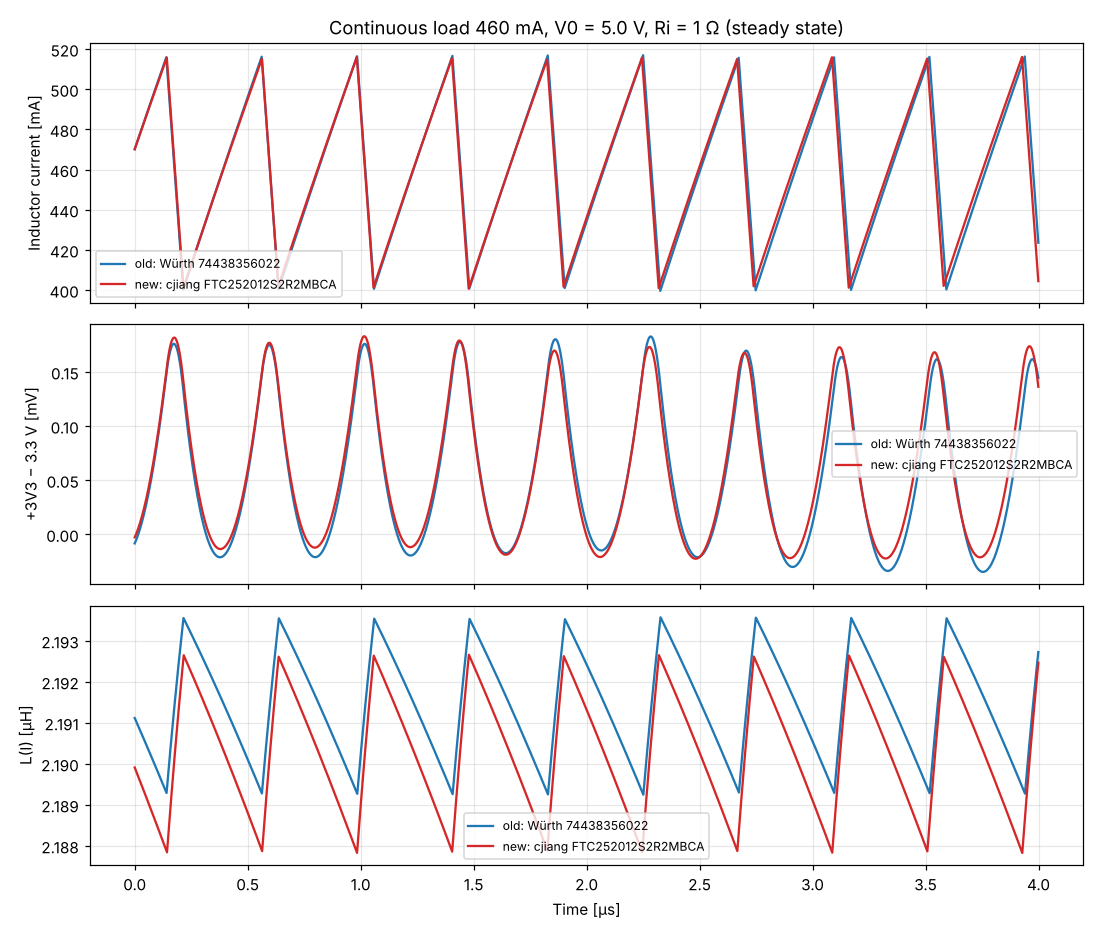 Continuous load 460 mA, V0 = 5.0 V, Ri = 1 Ω (steady state)
Inductor current [mA]
520
500
480
460
440
420
400
old: Würth 74438356022
new: cjiang FTC252012S2R2MBCA
+3V3 − 3.3 V [mV]
0.15
0.10
0.05
0.00
old: Würth 74438356022
new: cjiang FTC252012S2R2MBCA
L(I) [µH]
2.193
2.192
2.191
2.190
2.189
2.188
old: Würth 74438356022
new: cjiang FTC252012S2R2MBCA
0.0 0.5 1.0 1.5 2.0 2.5 3.0 3.5 4.0
Time [µs]